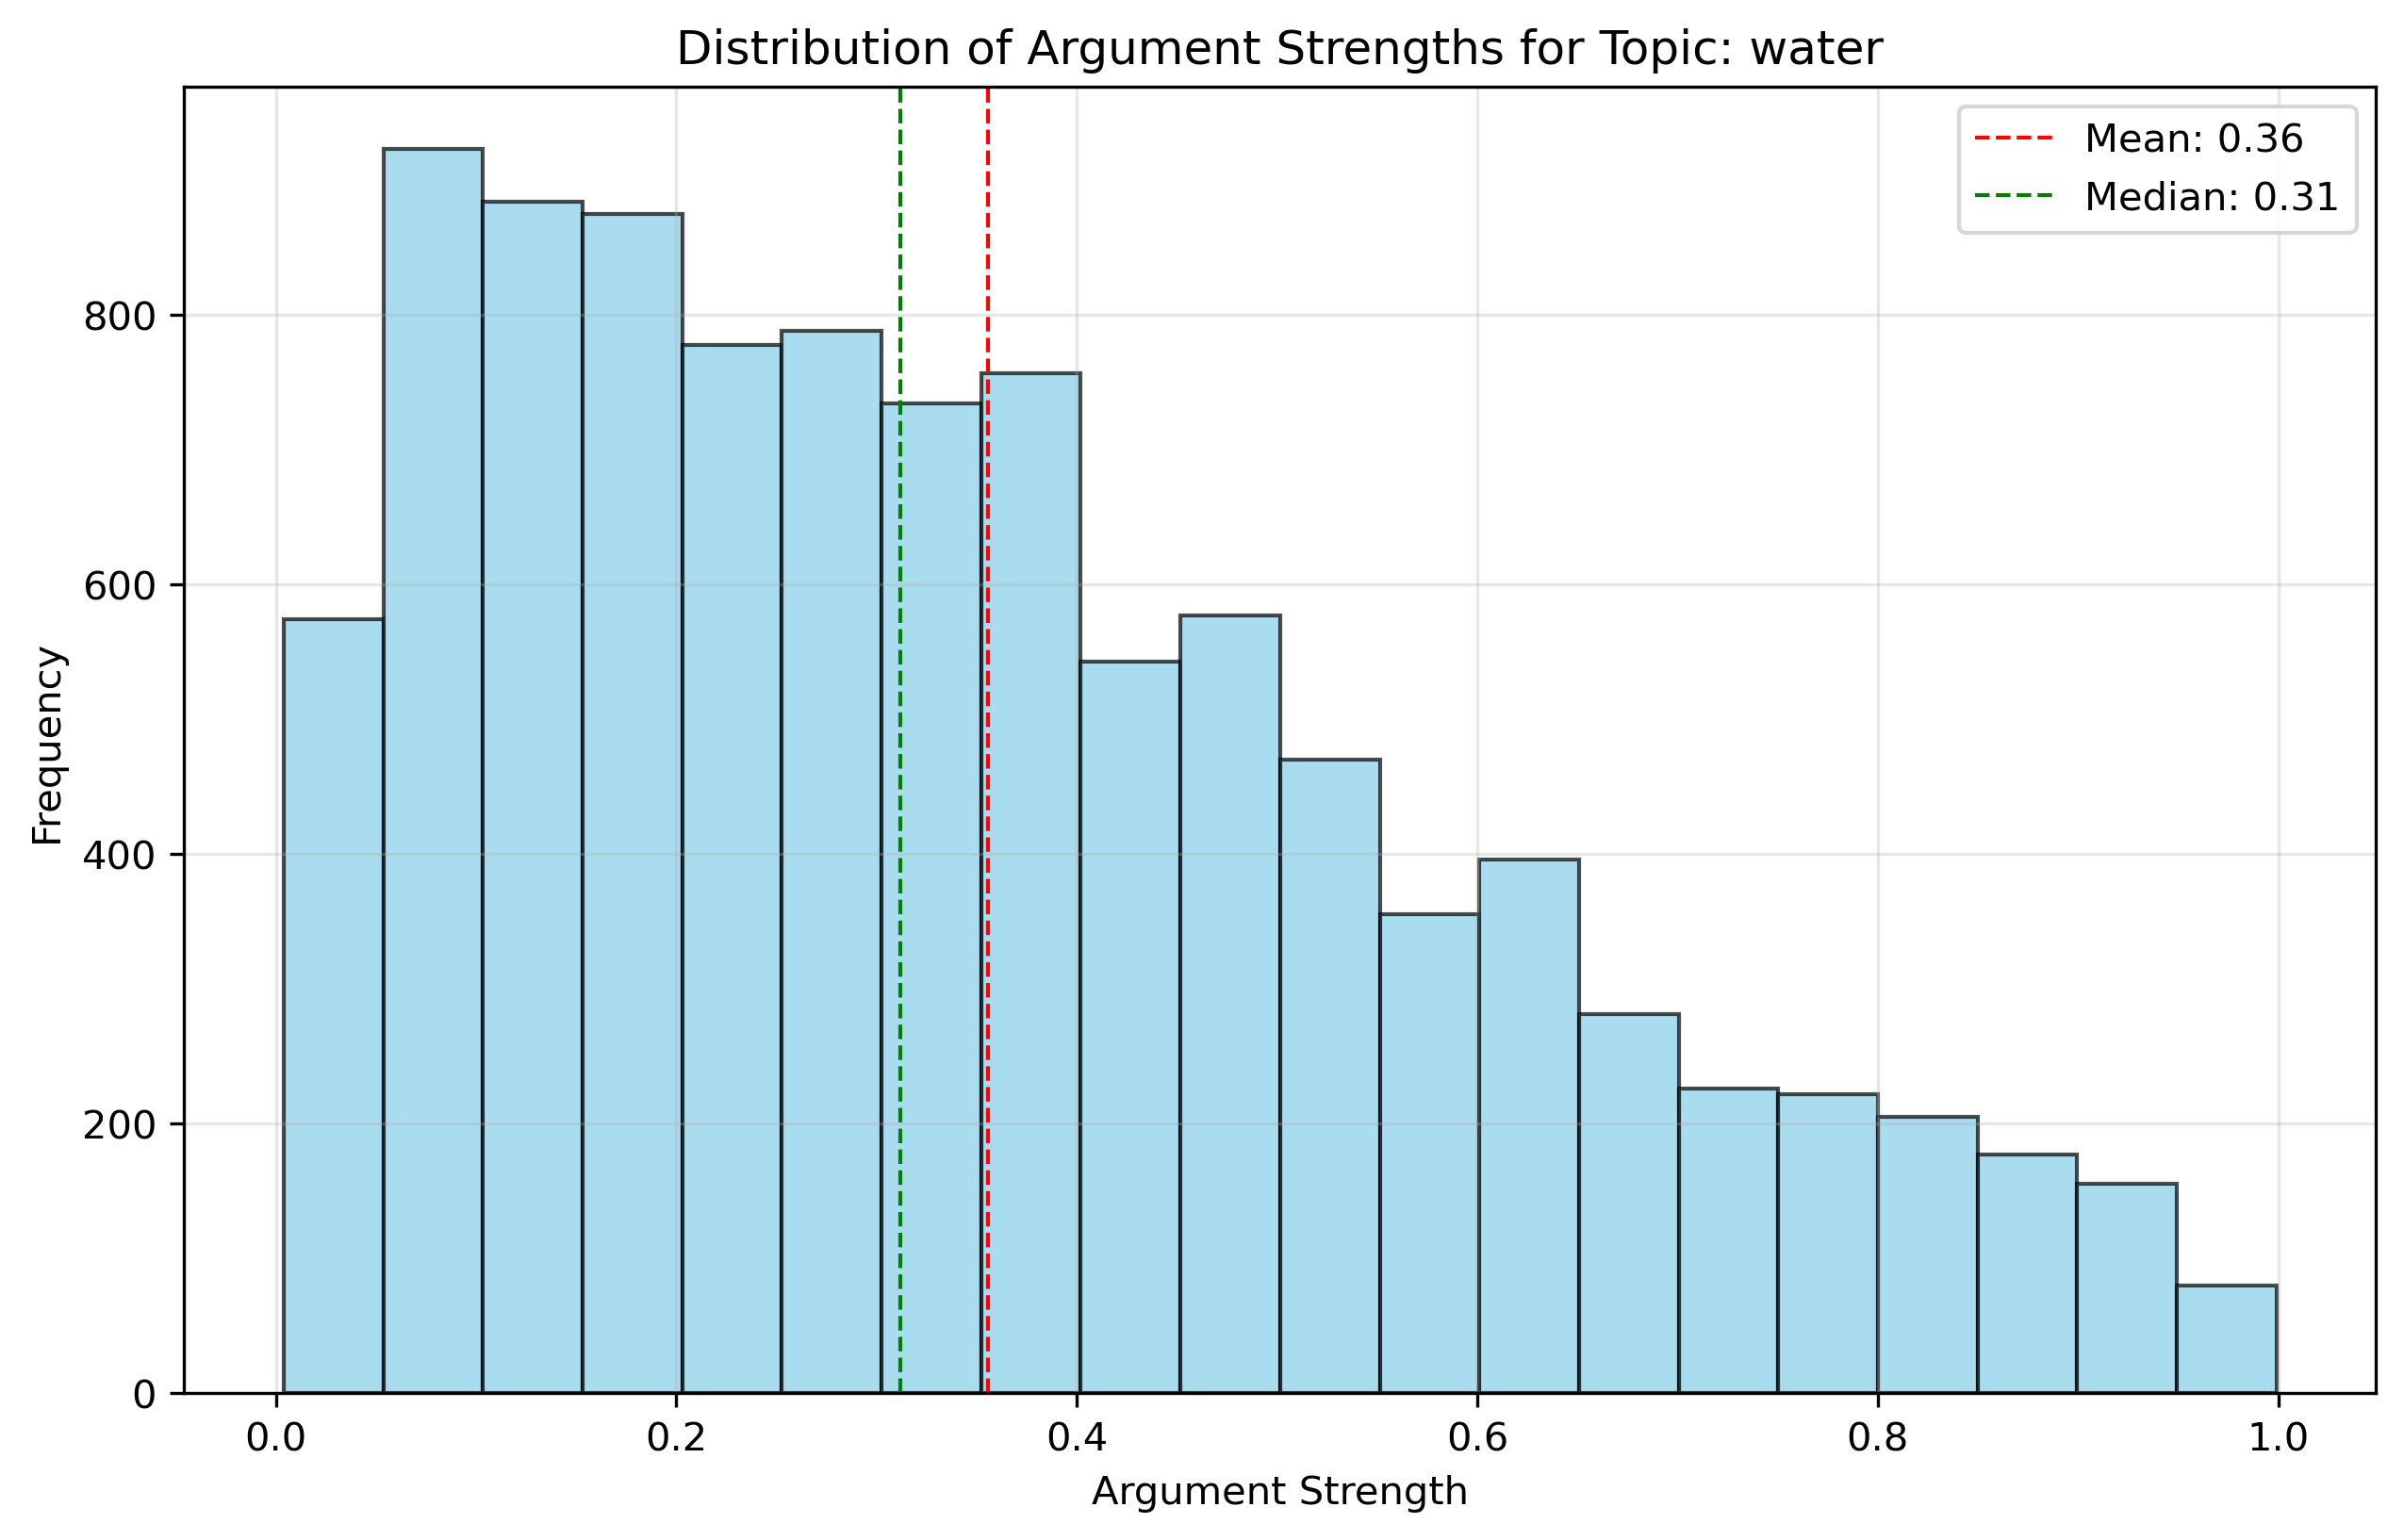 Distribution of Argument Strengths for Topic: water
Mean: 0.36
Median: 0.31
Frequency
800
600
400
200
0
0.0
0.2
0.4
0.6
0.8
1.0
Argument Strength